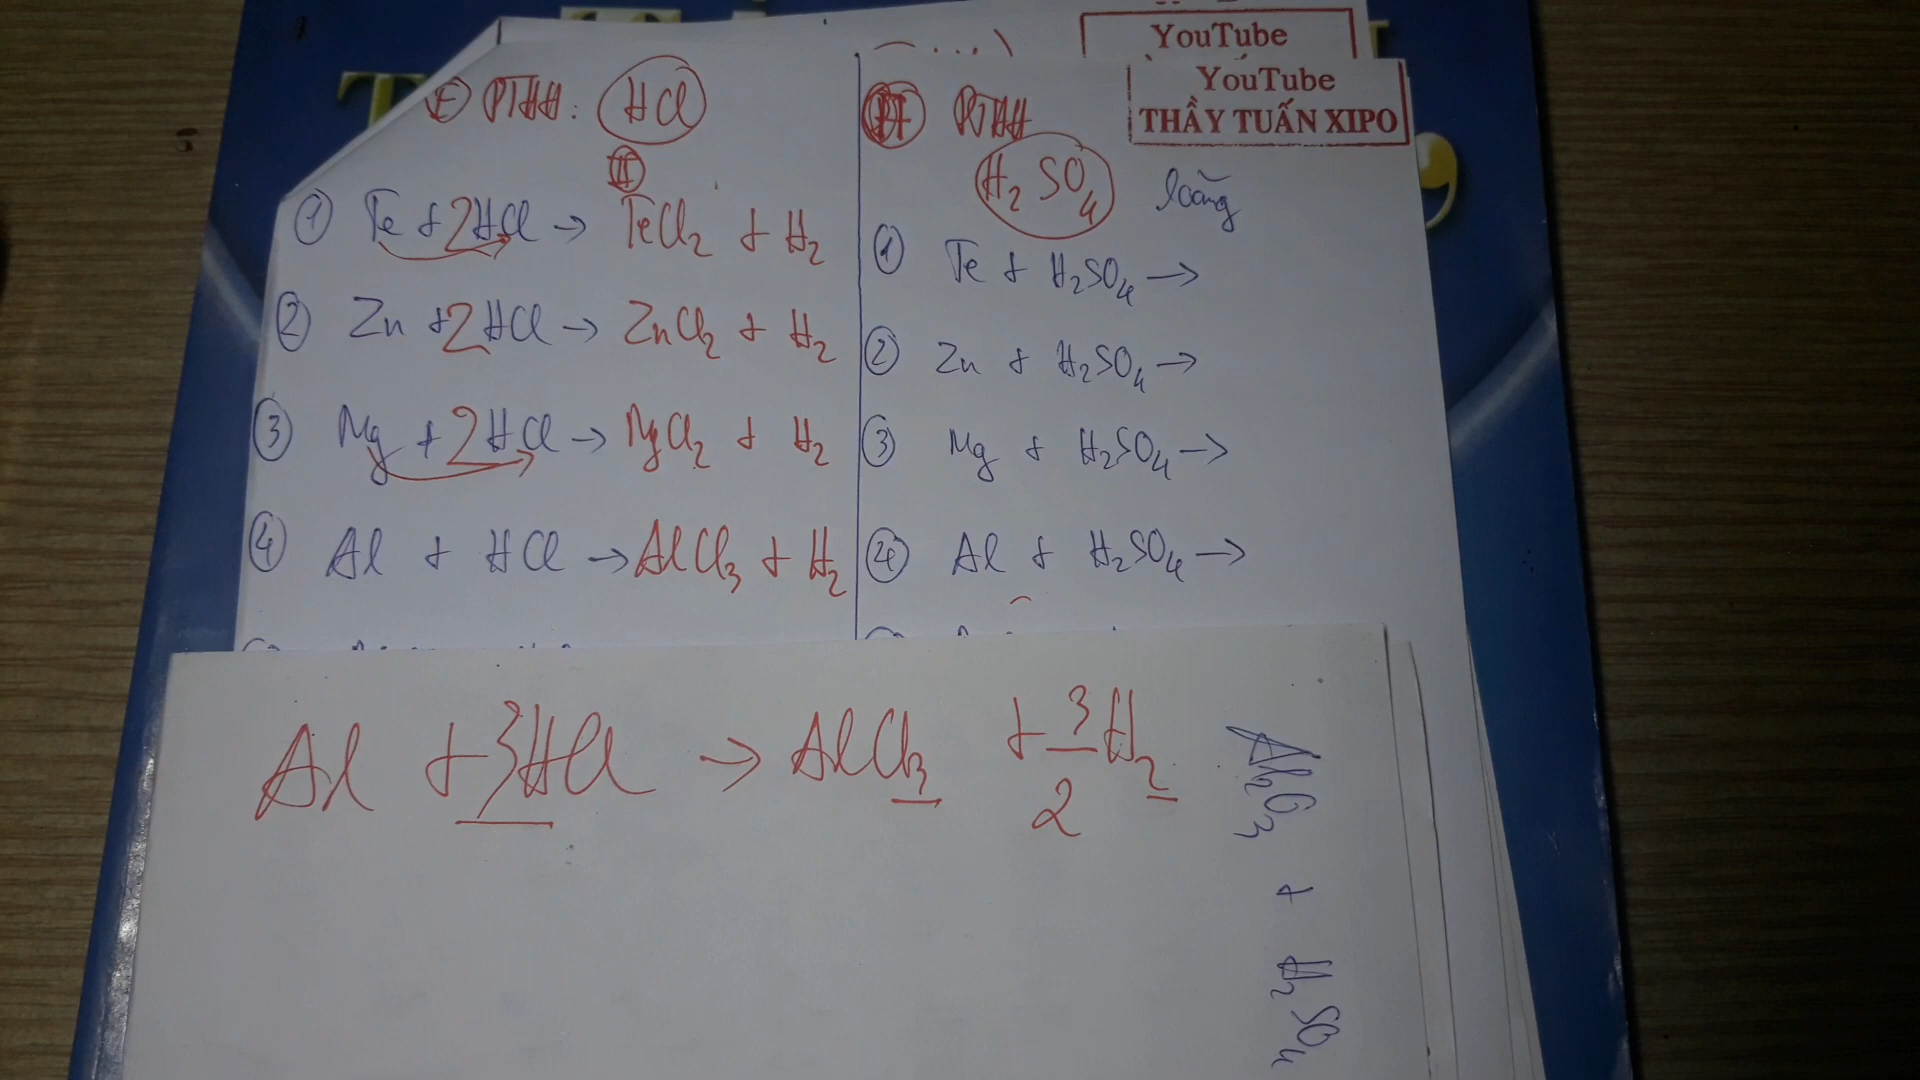 YouTube
YouTube
THẦY TUẤN XIPO
I PTHH: HCl
II
① Fe + 2HCl → FeCl2 + H2
② Zn + 2HCl → ZnCl2 + H2
③ Mg + 2HCl → MgCl2 + H2
④ Al + HCl → AlCl3 + H2
II PTHH
H2SO4 loãng
① Fe + H2SO4 →
② Zn + H2SO4 →
③ Mg + H2SO4 →
④ Al + H2SO4 →
Al + 3HCl → AlCl3 + 3/2 H2
Al2O3 + H2SO4